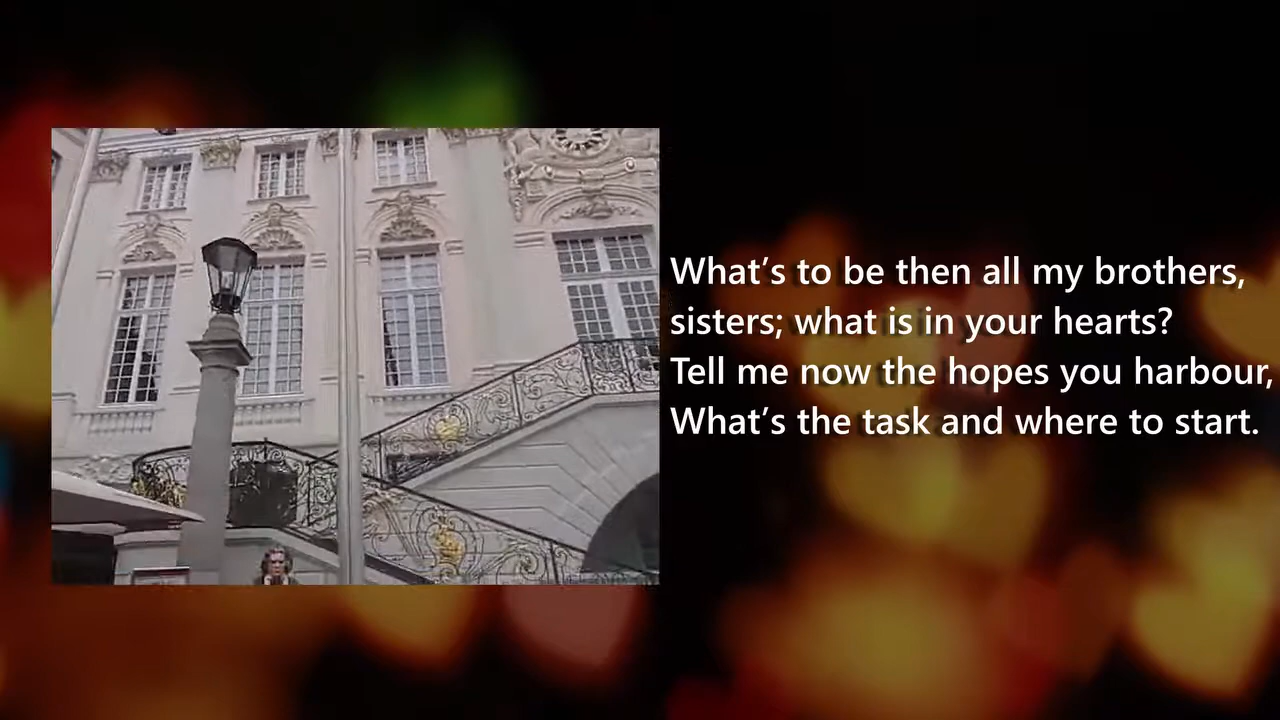 What's to be then all my brothers,
sisters; what is in your hearts?
Tell me now the hopes you harbour,
What's the task and where to start.